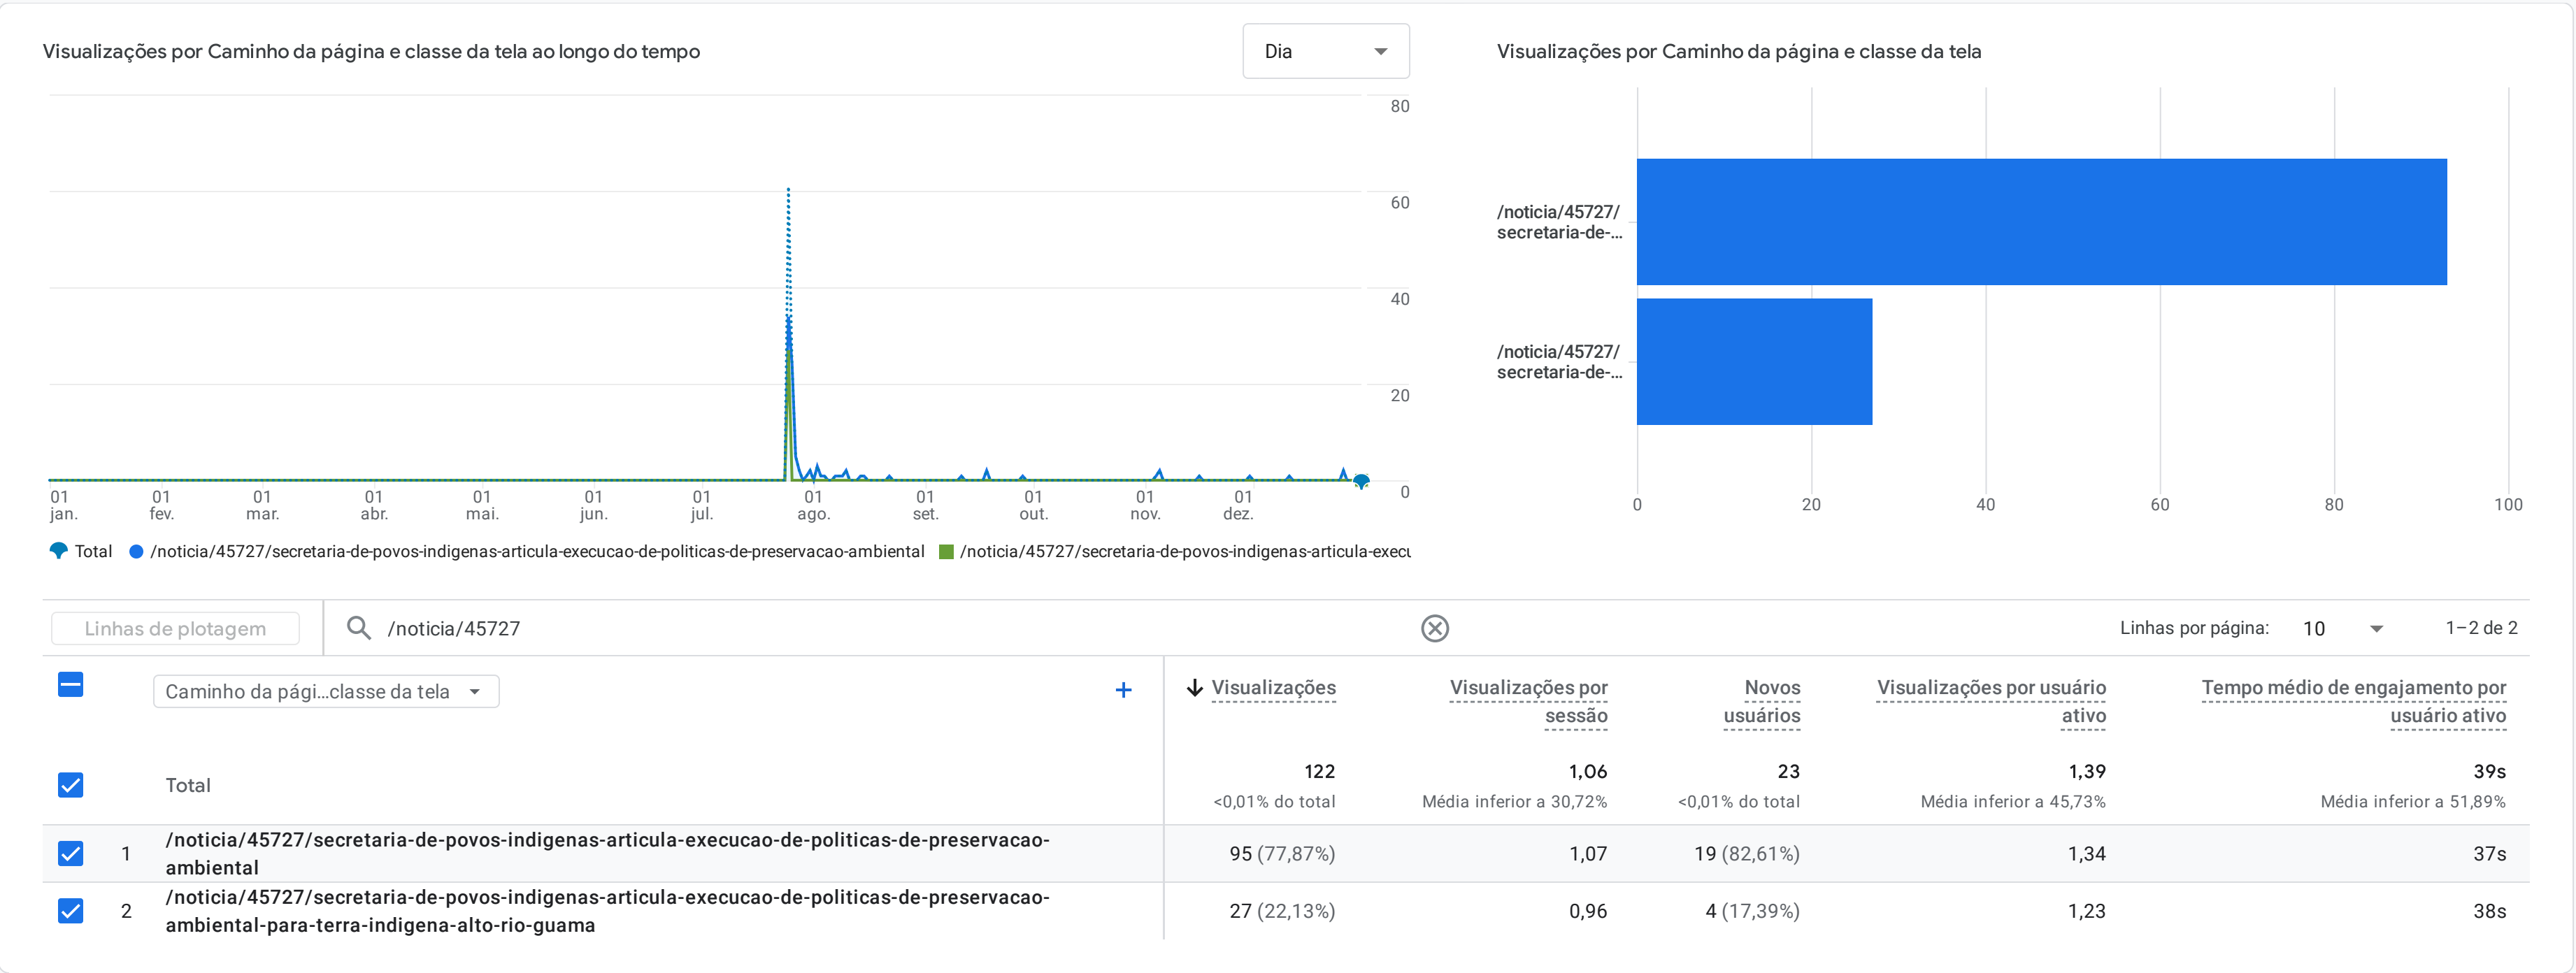 Visualizações por Caminho da página e classe da tela ao longo do tempo
Dia
80
60
40
20
0
01 jan.
01 fev.
01 mar.
01 abr.
01 mai.
01 jun.
01 jul.
01 ago.
01 set.
01 out.
01 nov.
01 dez.
Total
/noticia/45727/secretaria-de-povos-indigenas-articula-execucao-de-politicas-de-preservacao-ambiental
/noticia/45727/secretaria-de-povos-indigenas-articula-execu
Visualizações por Caminho da página e classe da tela
/noticia/45727/
secretaria-de-...
/noticia/45727/
secretaria-de-...
0 20 40 60 80 100
Linhas de plotagem
/noticia/45727
Linhas por página: 10 1–2 de 2
Caminho da pági...classe da tela
+
Visualizações
Visualizações por
sessão
Novos
usuários
Visualizações por usuário
ativo
Tempo médio de engajamento por
usuário ativo
Total
122
<0,01% do total
1,06
Média inferior a 30,72%
23
<0,01% do total
1,39
Média inferior a 45,73%
39s
Média inferior a 51,89%
1
/noticia/45727/secretaria-de-povos-indigenas-articula-execucao-de-politicas-de-preservacao-
ambiental
95 (77,87%)
1,07
19 (82,61%)
1,34
37s
2
/noticia/45727/secretaria-de-povos-indigenas-articula-execucao-de-politicas-de-preservacao-
ambiental-para-terra-indigena-alto-rio-guama
27 (22,13%)
0,96
4 (17,39%)
1,23
38s